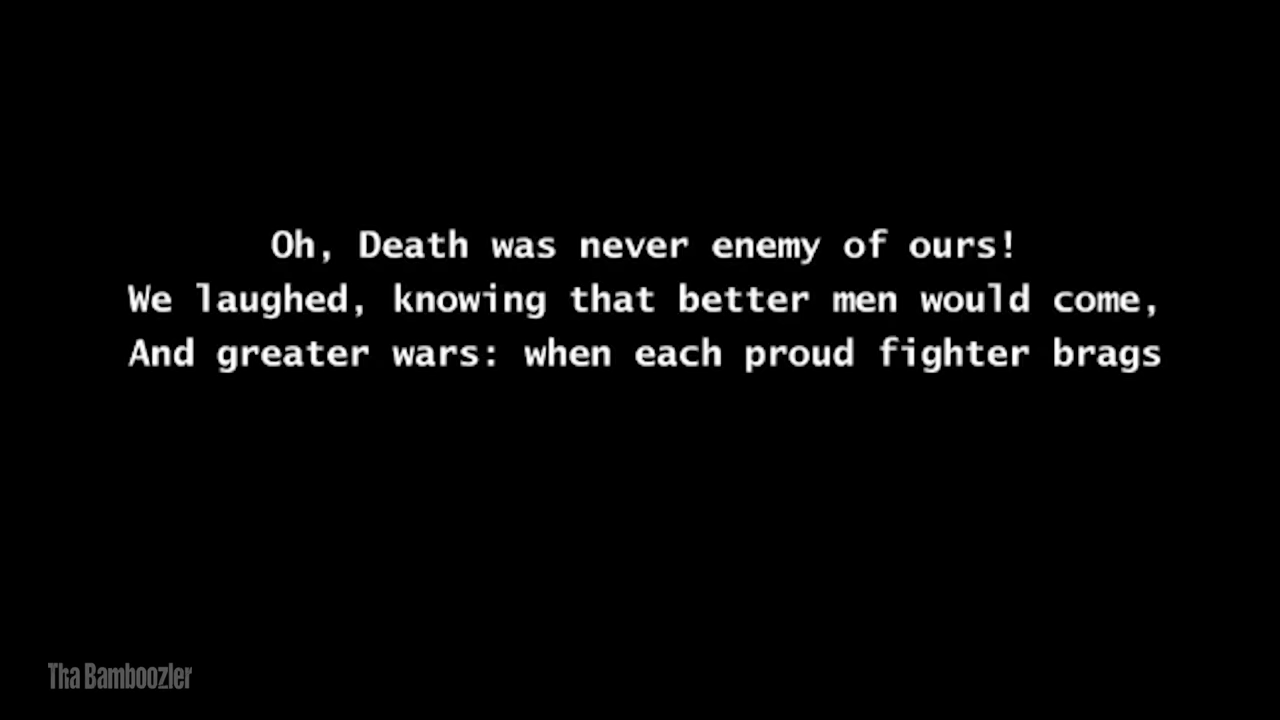 Oh, Death was never enemy of ours!
We laughed, knowing that better men would come,
And greater wars: when each proud fighter brags
Tha Bamboozler